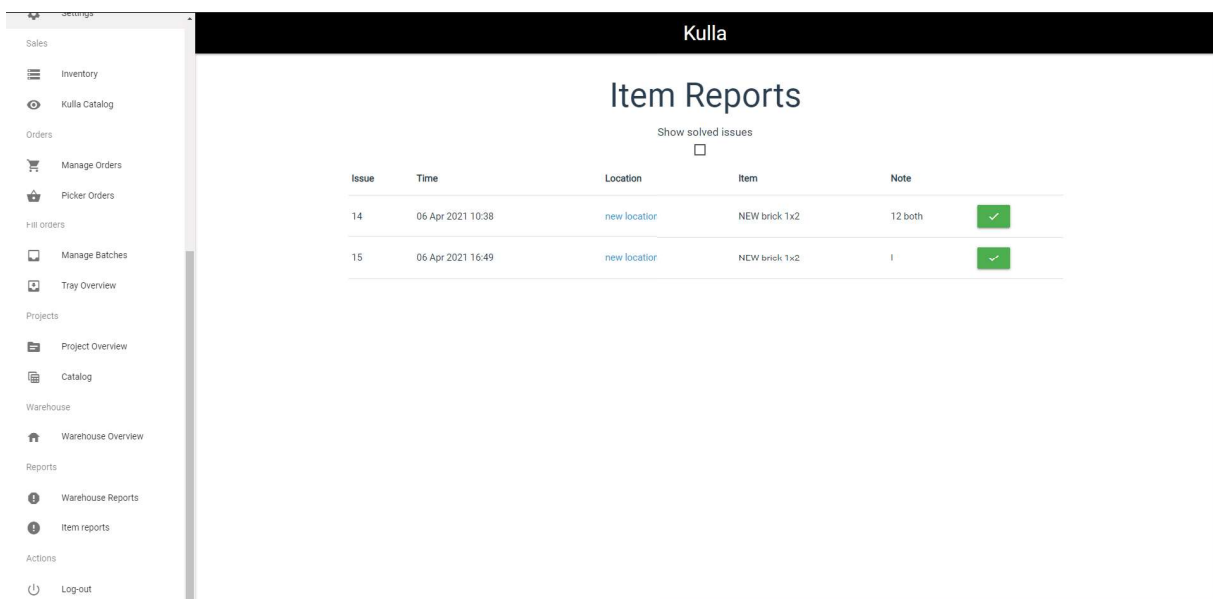 Settings
Sales
Inventory
Kulla Catalog
Orders
Manage Orders
Picker Orders
Fill orders
Manage Batches
Tray Overview
Projects
Project Overview
Catalog
Warehouse
Warehouse Overview
Reports
Warehouse Reports
Item reports
Actions
Log-out
Kulla
Item Reports
Show solved issues
Issue Time Location Item Note
14 06 Apr 2021 10:38 new location NEW brick 1x2 12 both
15 06 Apr 2021 16:49 new location NEW brick 1x2